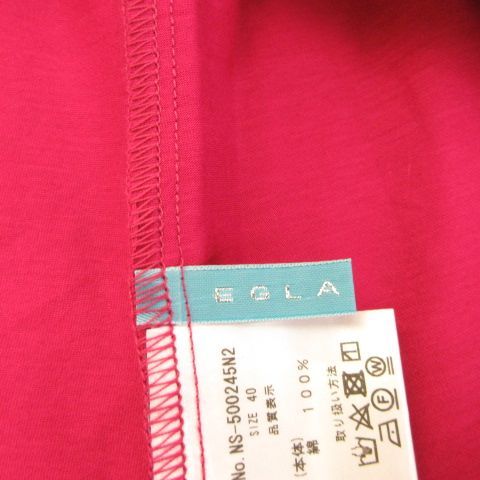 EGLA
No. NS-500245N2
SIZE 40
品質表示
(本体)
綿 100%
取り扱い方法